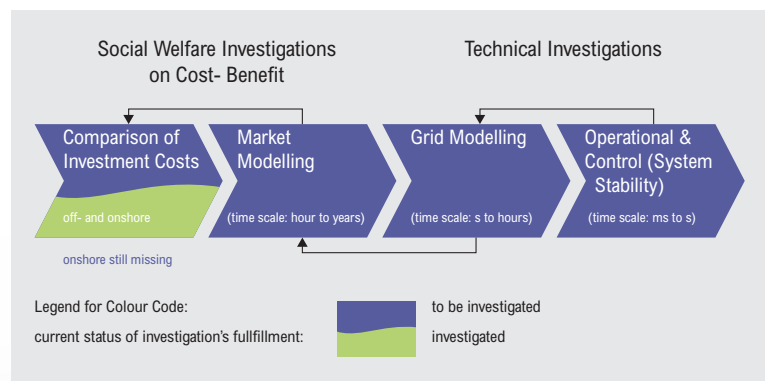 Social Welfare Investigations
on Cost- Benefit
Technical Investigations
Comparison of
Investment Costs
off- and onshore
Market
Modelling
(time scale: hour to years)
Grid Modelling
(time scale: s to hours)
Operational &
Control (System
Stability)
(time scale: ms to s)
onshore still missing
Legend for Colour Code:
to be investigated
current status of investigation's fullfillment:
investigated